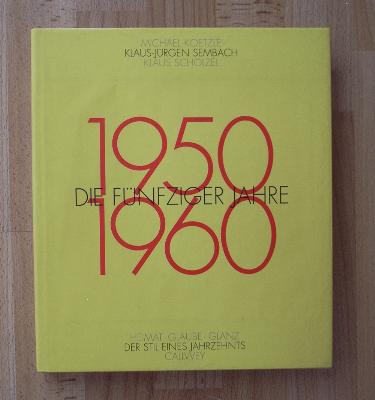 MICHAEL KOETZLE
KLAUS-JÜRGEN SEMBACH
KLAUS SCHÖLZEL
1950
DIE FÜNFZIGER JAHRE
1960
HEIMAT · GLAUBE · GLANZ
DER STIL EINES JAHRZEHNTS
CALLWEY